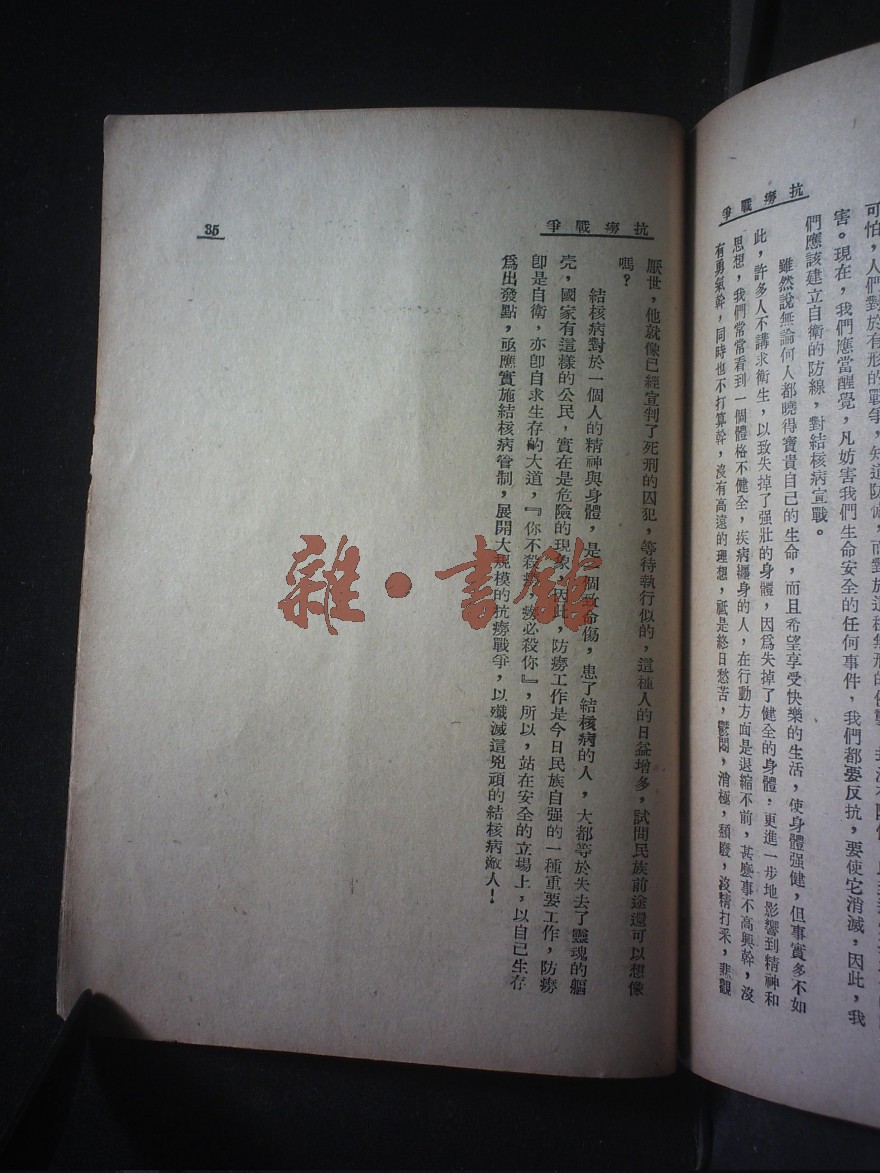 抗癆戰爭
可怕，人們對於有形的戰爭，知道防備，而對於這種無形的
害。現在，我們應當醒覺，凡妨害我們生命安全的任何事件，我們都要反抗，要使它消滅，因此，我
們應該建立自衛的防線，對結核病宣戰。
雖然說無論何人都曉得寶貴自己的生命，而且希望享受快樂的生活，使身體强健，但事實多不如
此，許多人不講求衛生，以致失掉了强壯的身體，因爲失掉了健全的身體，更進一步地影響到精神和
思想，我們常常看到一個體格不健全，疾病纏身的人，在行動方面是退縮不前，甚麽事不高興幹，沒
有勇氣幹，同時也不打算幹，沒有高遠的理想，祇是終日愁苦，鬱悶，消極，頹廢，沒精打采，悲觀
抗癆戰爭
厭世，他就像已經宣判了死刑的囚犯，等待執行似的，這種人的日益增多，試問民族前途還可以想像
嗎？
結核病對於一個人的精神與身體，是一個致命傷，患了結核病的人，大都等於失去了靈魂的軀
壳，國家有這樣的公民，實在是危險的現象，因此，防癆工作是今日民族自强的一種重要工作，防癆
卽是自衛，亦卽自求生存的大道，『你不殺癆，癆必殺你』，所以，站在安全的立場上，以自己生存
爲出發點，亟應實施結核病管制，展開大規模的抗癆戰爭，以殲滅這兇頑的結核病敵人！
35
雜·書館